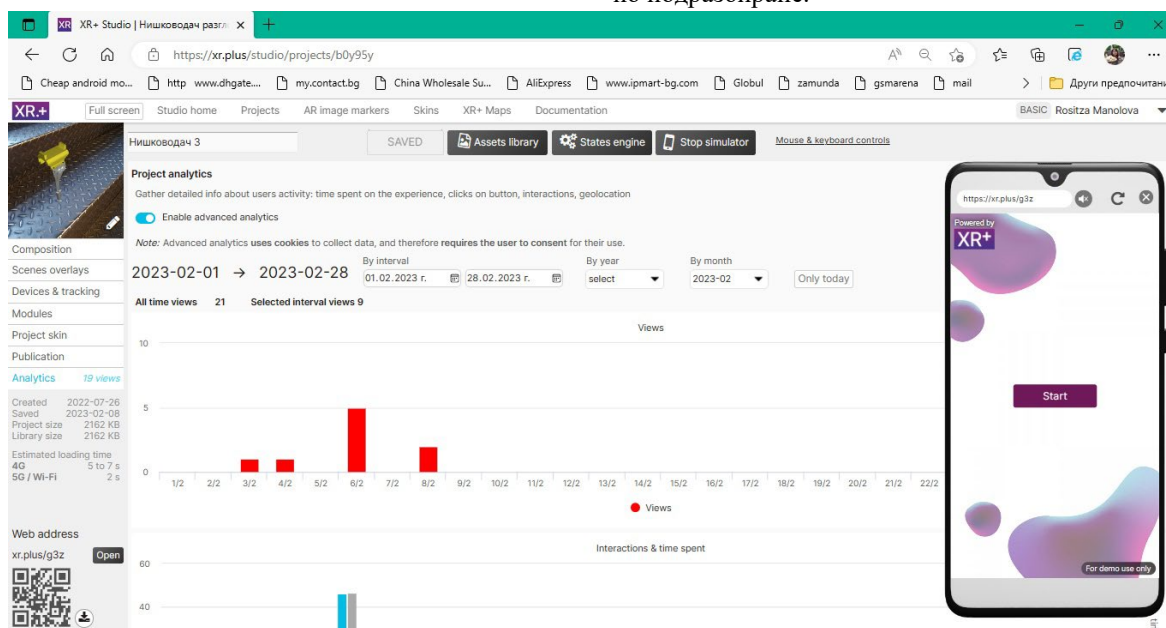 по подразбиране.
XR XR+ Studio | Нишководач разгл
https://xr.plus/studio/projects/b0y95y
Cheap android mo... http www.dhgate.... my.contact.bg China Wholesale Su... AliExpress www.ipmart-bg.com Globul zamunda gsmarena mail Други предпочитани
XR.+ Full screen Studio home Projects AR image markers Skins XR+ Maps Documentation BASIC Rositza Manolova
Нишководач 3 SAVED Assets library States engine Stop simulator Mouse & keyboard controls
Project analytics
Gather detailed info about users activity: time spent on the experience, clicks on button, interactions, geolocation
Enable advanced analytics
Note: Advanced analytics uses cookies to collect data, and therefore requires the user to consent for their use.
By interval By year By month
2023-02-01 → 2023-02-28 01.02.2023 г. 28.02.2023 г. select 2023-02 Only today
All time views 21 Selected interval views 9
Views
10
5
0
1/2 2/2 3/2 4/2 5/2 6/2 7/2 8/2 9/2 10/2 11/2 12/2 13/2 14/2 15/2 16/2 17/2 18/2 19/2 20/2 21/2 22/2
Views
Interactions & time spent
60
40
Composition
Scenes overlays
Devices & tracking
Modules
Project skin
Publication
Analytics 19 views
Created 2022-07-26
Saved 2023-02-08
Project size 2162 KB
Library size 2162 KB
Estimated loading time
4G 5 to 7 s
5G / Wi-Fi 2 s
Web address
xr.plus/g3z Open
https://xr.plus/g3z
Powered by
XR+
Start
For demo use only